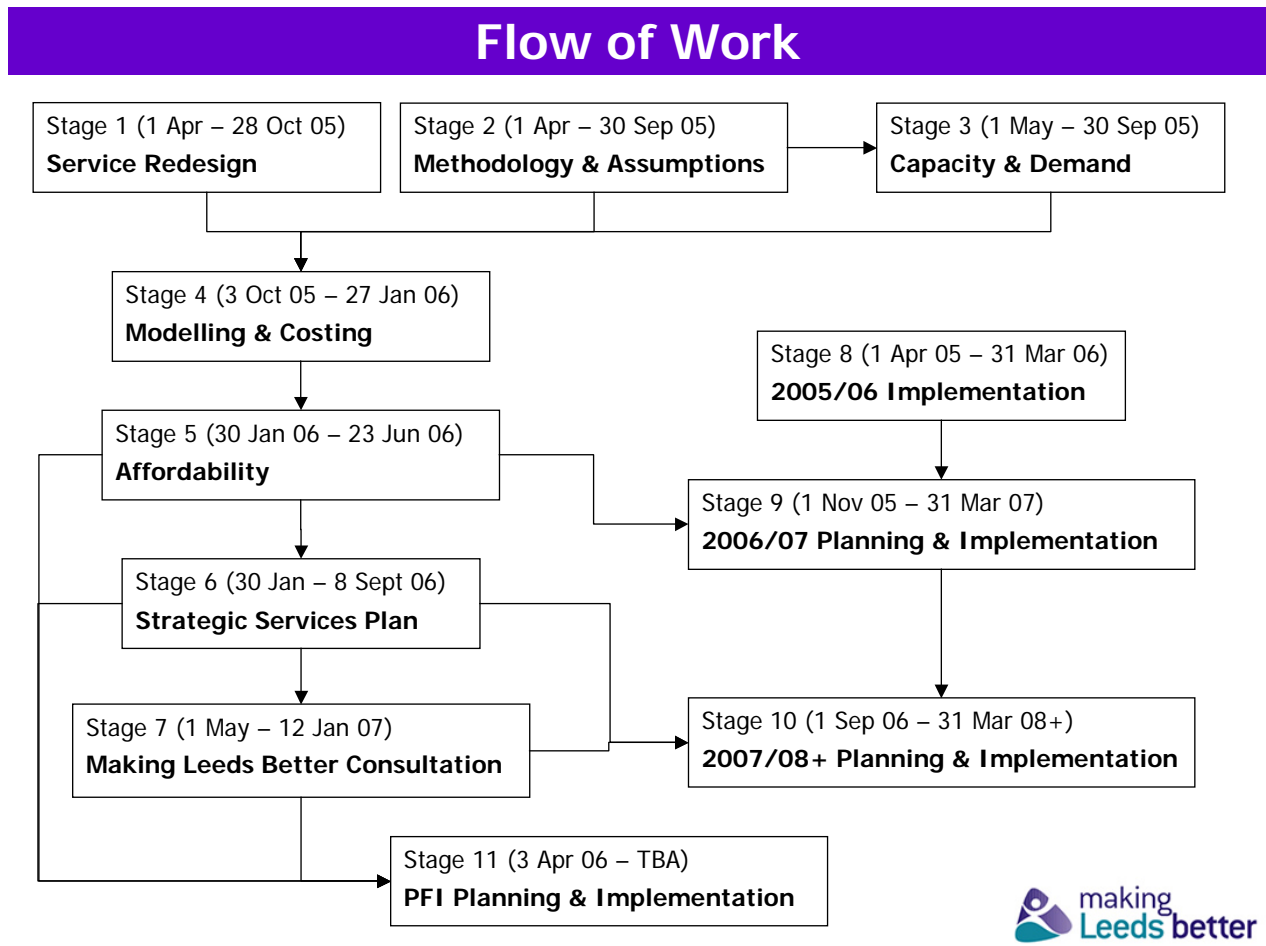 Flow of Work
Stage 1 (1 Apr – 28 Oct 05)
Service Redesign
Stage 2 (1 Apr – 30 Sep 05)
Methodology & Assumptions
Stage 3 (1 May – 30 Sep 05)
Capacity & Demand
Stage 4 (3 Oct 05 – 27 Jan 06)
Modelling & Costing
Stage 8 (1 Apr 05 – 31 Mar 06)
2005/06 Implementation
Stage 5 (30 Jan 06 – 23 Jun 06)
Affordability
Stage 9 (1 Nov 05 – 31 Mar 07)
2006/07 Planning & Implementation
Stage 6 (30 Jan – 8 Sept 06)
Strategic Services Plan
Stage 7 (1 May – 12 Jan 07)
Making Leeds Better Consultation
Stage 10 (1 Sep 06 – 31 Mar 08+)
2007/08+ Planning & Implementation
Stage 11 (3 Apr 06 – TBA)
PFI Planning & Implementation
making
Leeds better